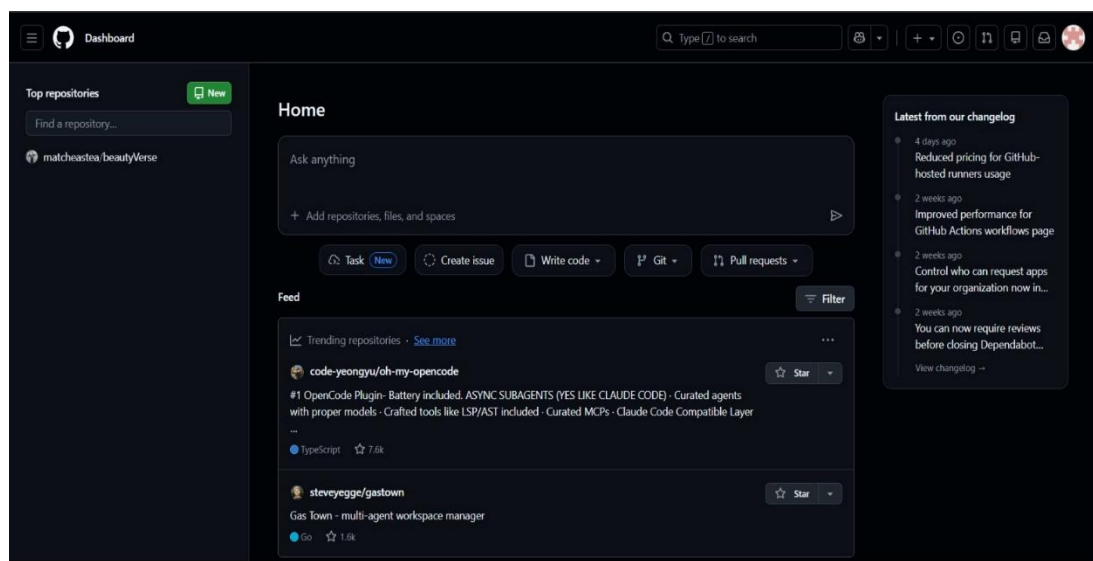 Dashboard
Type / to search
Top repositories
New
Find a repository...
matcheastea/beautyVerse
Home
Ask anything
+ Add repositories, files, and spaces
Task New
Create issue
Write code
Git
Pull requests
Feed
Filter
Trending repositories · See more
code-yeongyu/oh-my-opencode
Star
#1 OpenCode Plugin- Battery included. ASYNC SUBAGENTS (YES LIKE CLAUDE CODE) · Curated agents
with proper models · Crafted tools like LSP/AST included · Curated MCPs · Claude Code Compatible Layer
...
TypeScript 7.6k
steveyegge/gastown
Star
Gas Town - multi-agent workspace manager
Go 1.6k
Latest from our changelog
4 days ago
Reduced pricing for GitHub-
hosted runners usage
2 weeks ago
Improved performance for
GitHub Actions workflows page
2 weeks ago
Control who can request apps
for your organization now in...
2 weeks ago
You can now require reviews
before closing Dependabot...
View changelog →